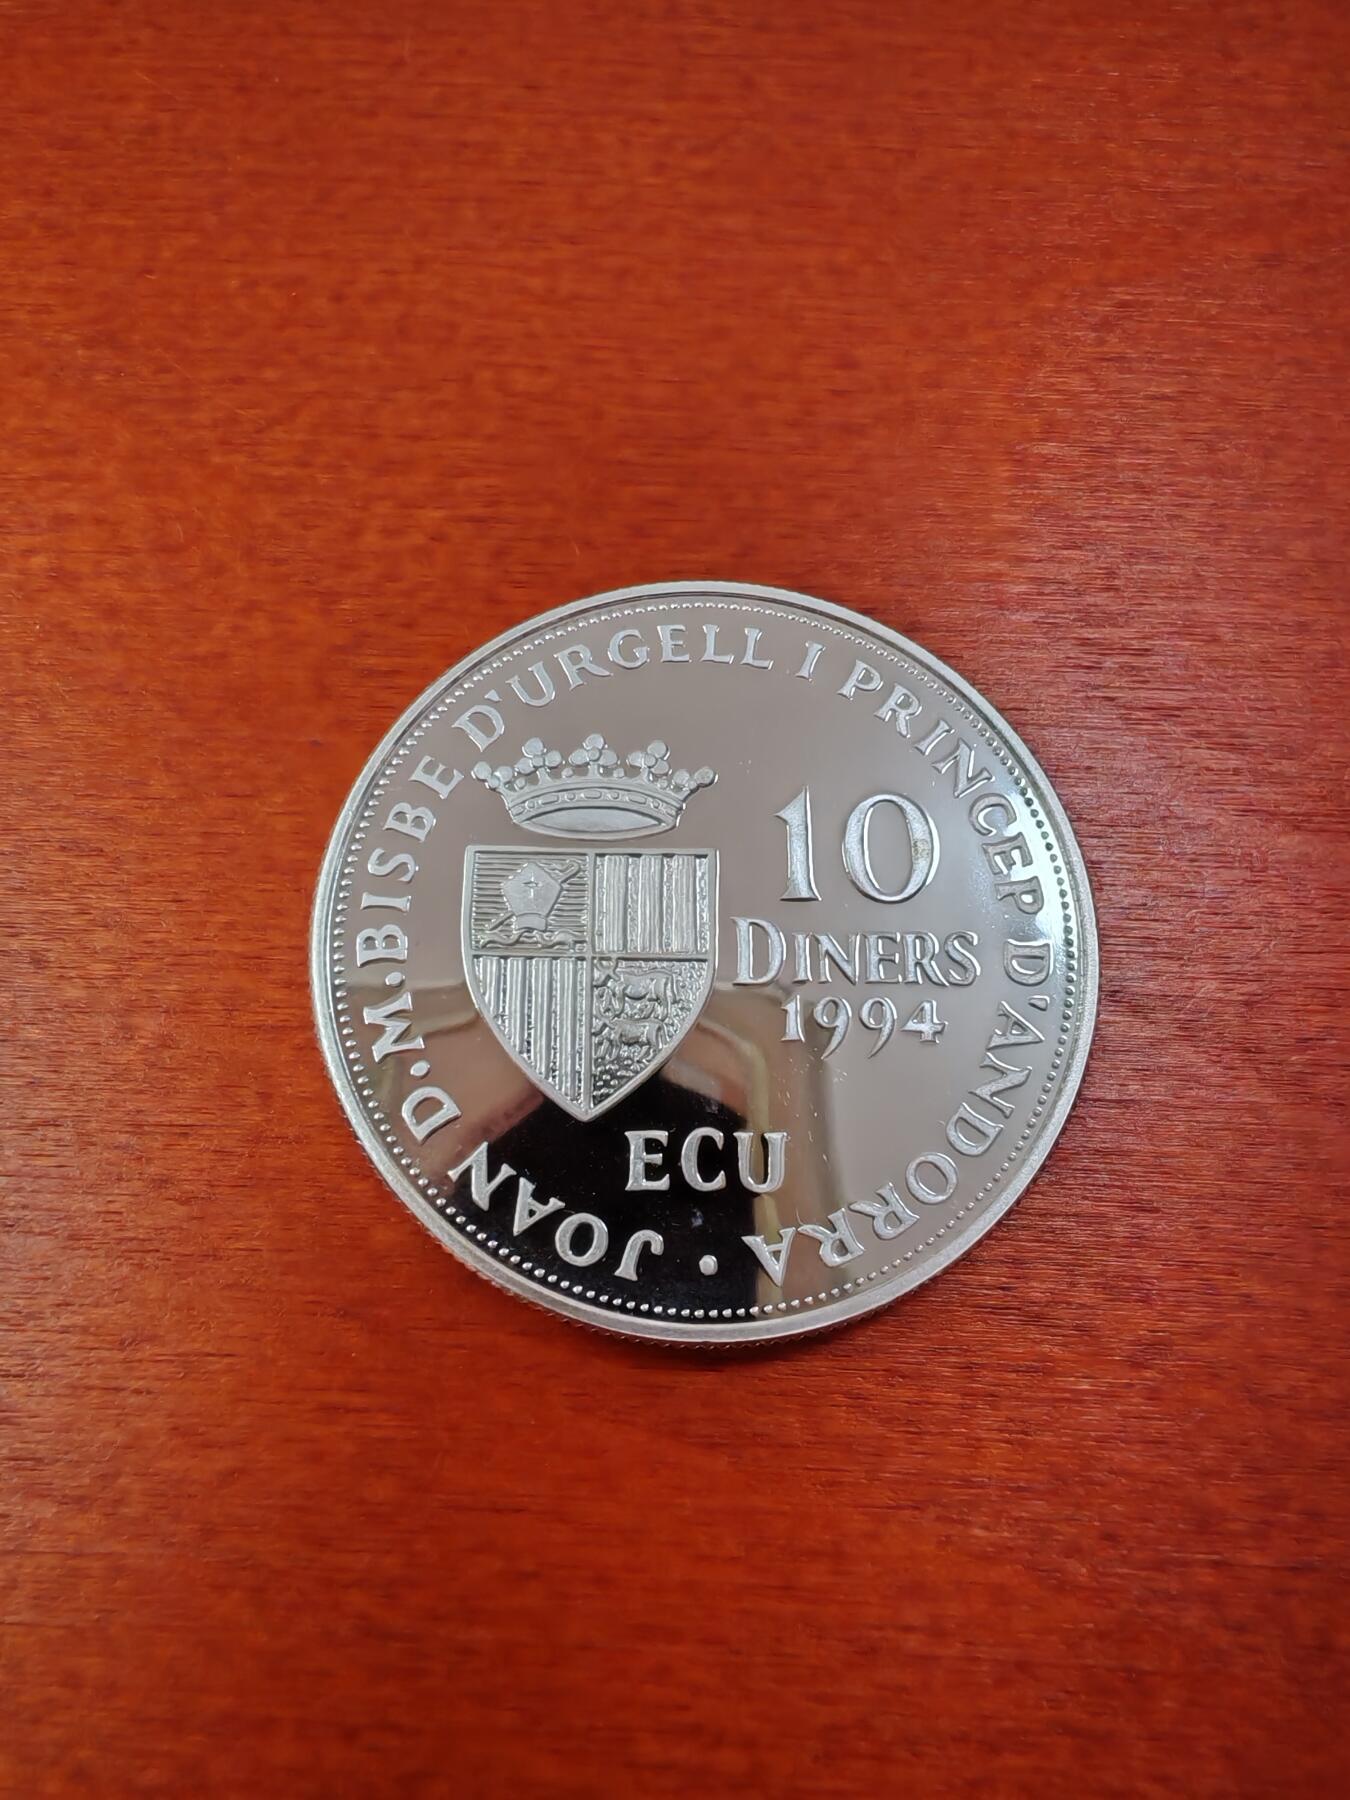 JOAN D.M.BISBE D'URGELL I PRINCEP D'ANDORRA •
10
DINERS
1994
ECU